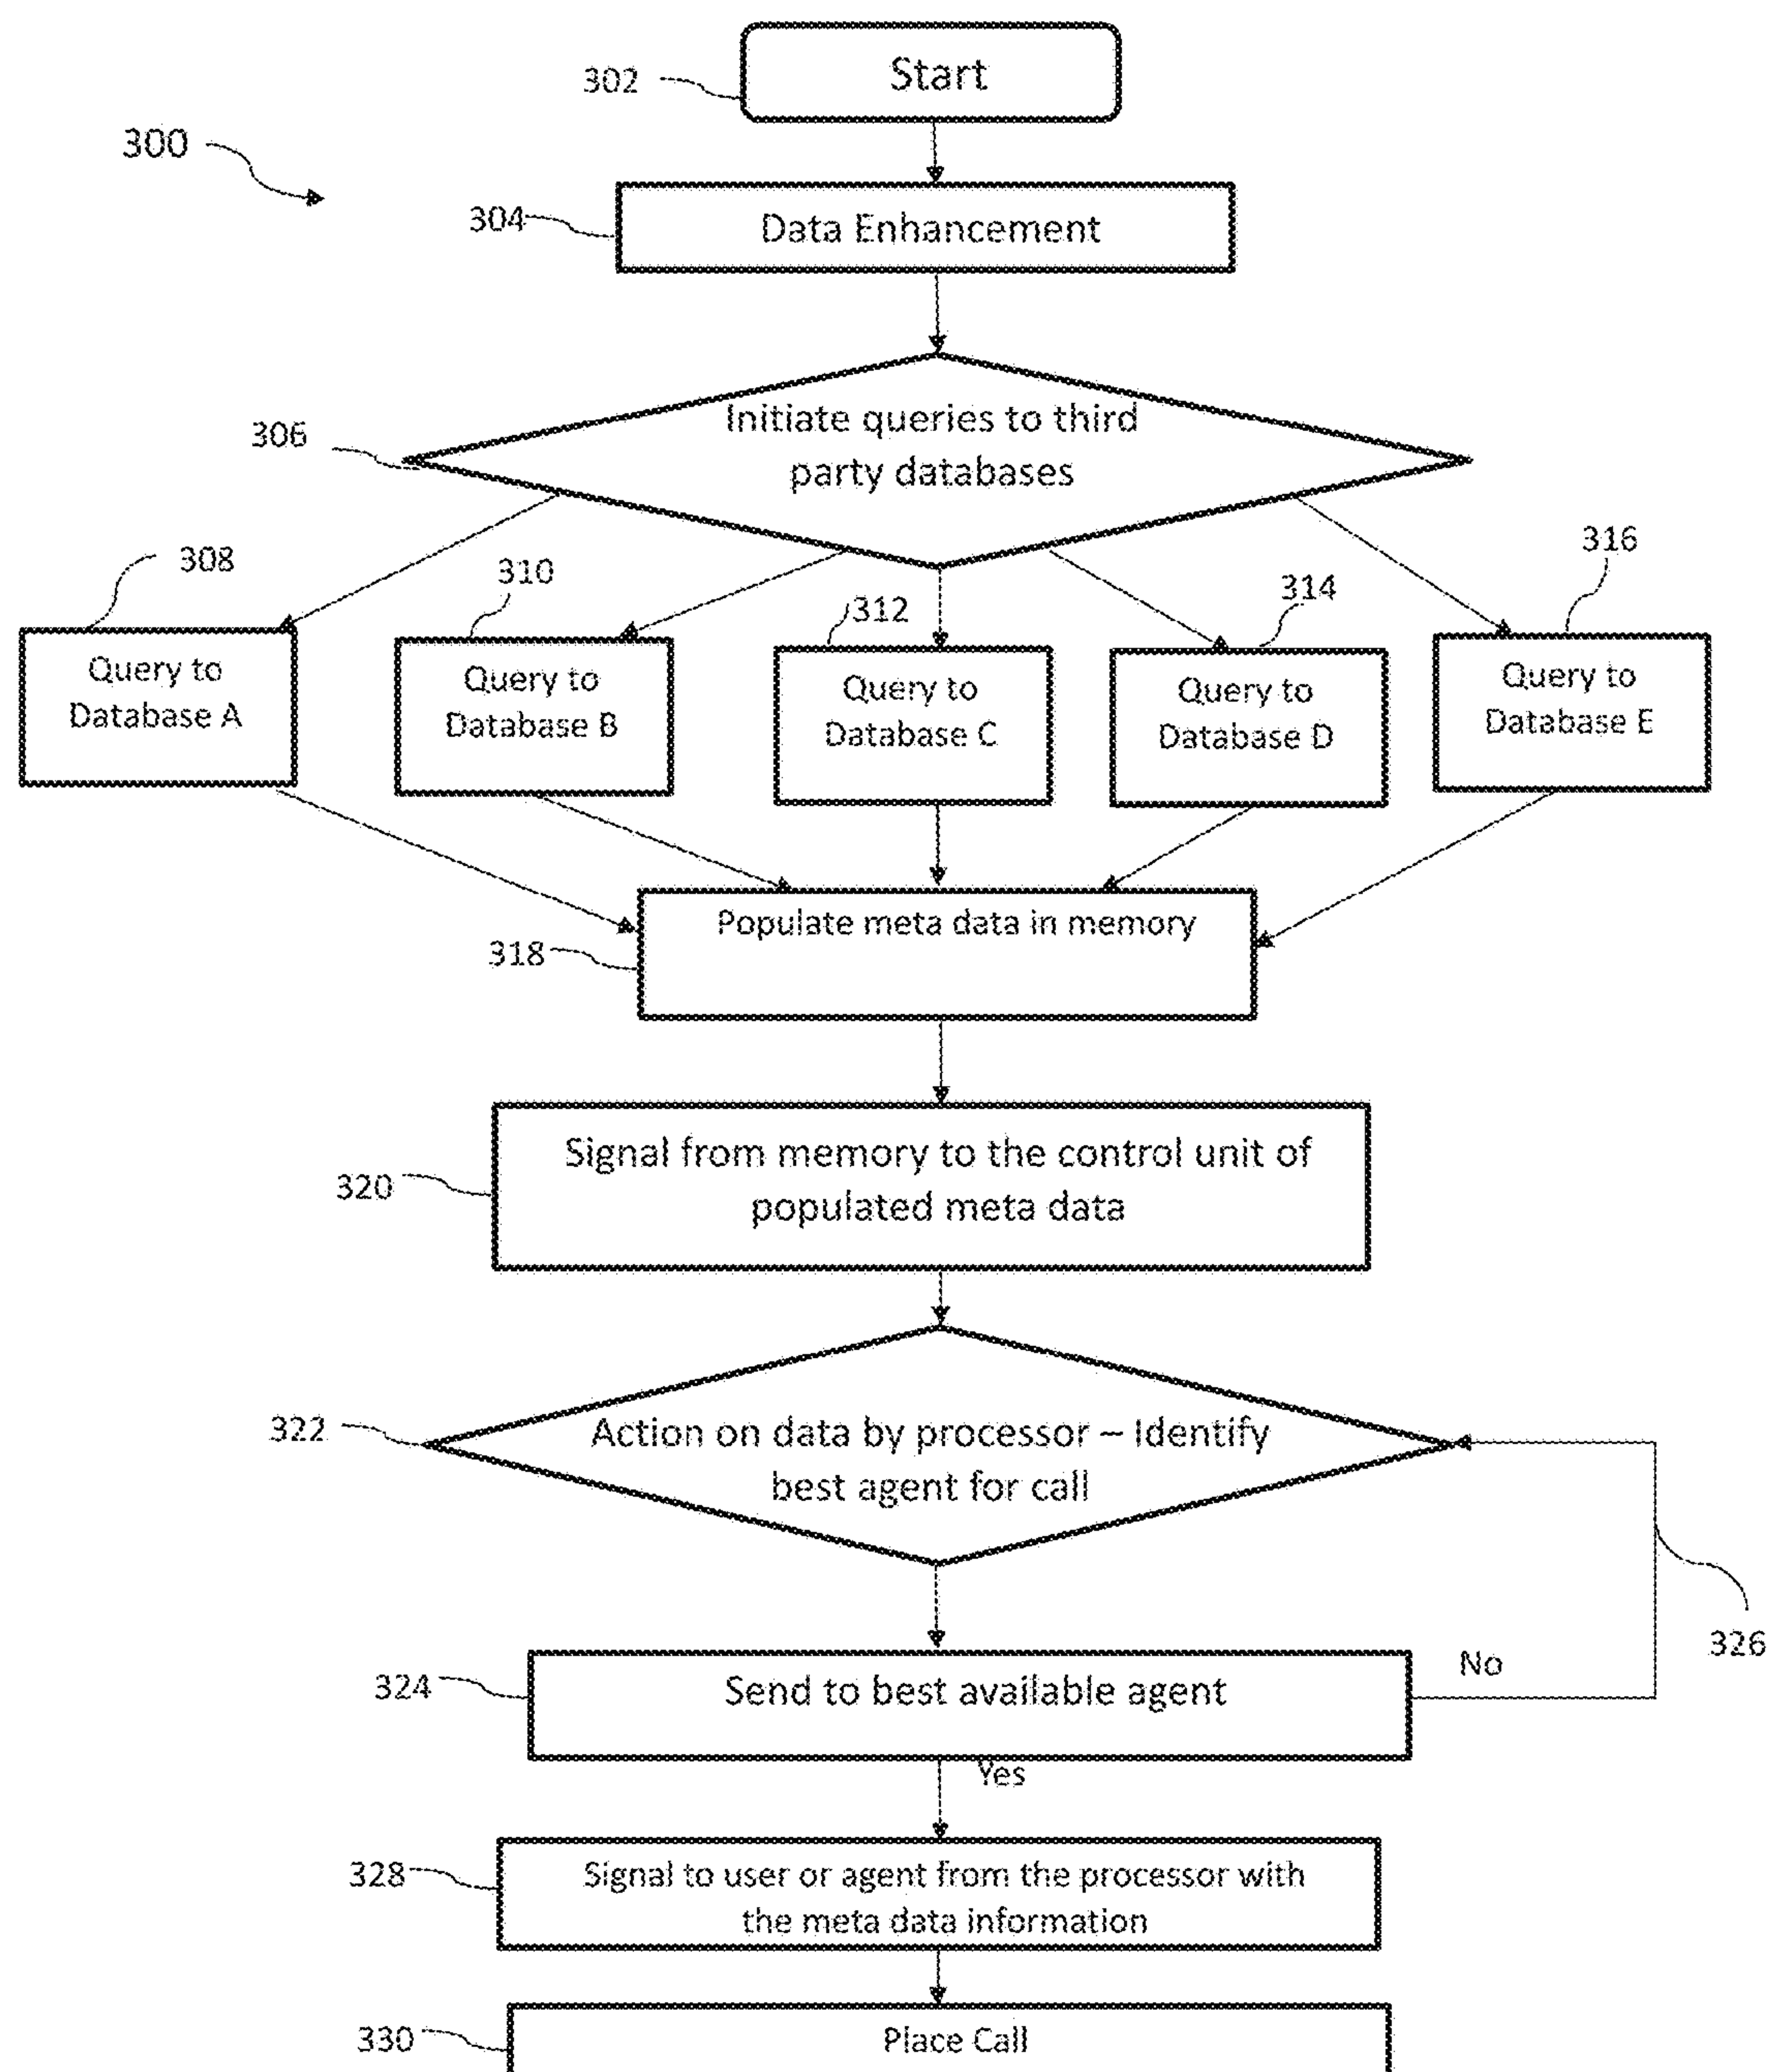 302
Start
300
304
Data Enhancement
306
Initiate queries to third
party databases
308
310
312
314
316
Query to
Database A
Query to
Database B
Query to
Database C
Query to
Database D
Query to
Database E
318
Populate meta data in memory
320
Signal from memory to the control unit of
populated meta data
322
Action on data by processor – Identify
best agent for call
326
324
Send to best available agent
No
Yes
328
Signal to user or agent from the processor with
the meta data information
330
Place Call